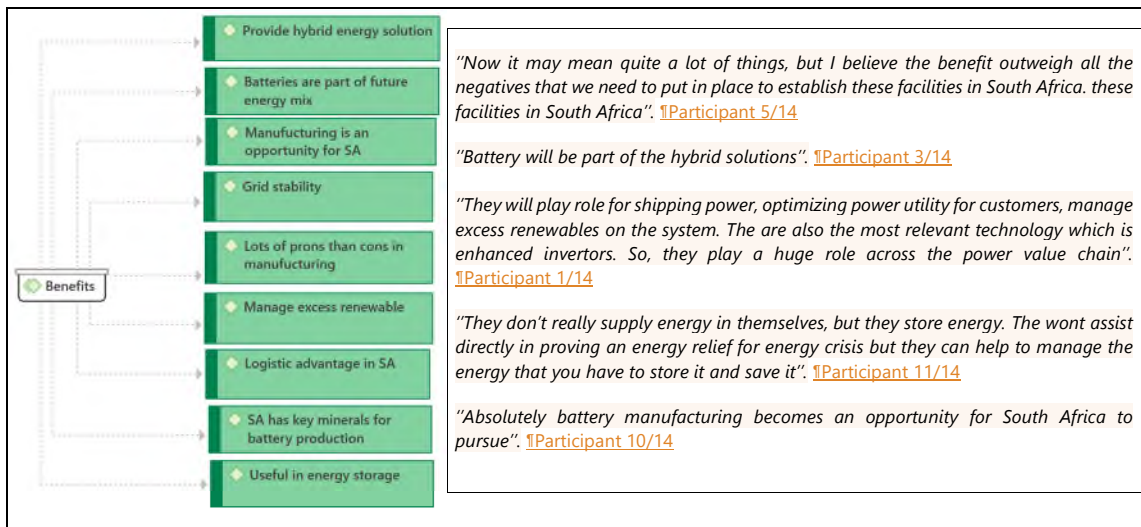 Provide hybrid energy solution
Batteries are part of future
energy mix
Manufucturing is an
opportunity for SA
Grid stability
Lots of prons than cons in
manufucturing
Benefits
Manage excess renewable
Logistic advantage in SA
SA has key minerals for
battery production
Useful in energy storage
"Now it may mean quite a lot of things, but I believe the benefit outweigh all the
negatives that we need to put in place to establish these facilities in South Africa. these
facilities in South Africa". ¶Participant 5/14
"Battery will be part of the hybrid solutions". ¶Participant 3/14
"They will play role for shipping power, optimizing power utility for customers, manage
excess renewables on the system. The are also the most relevant technology which is
enhanced invertors. So, they play a huge role across the power value chain".
¶Participant 1/14
"They don't really supply energy in themselves, but they store energy. The wont assist
directly in proving an energy relief for energy crisis but they can help to manage the
energy that you have to store it and save it". ¶Participant 11/14
"Absolutely battery manufacturing becomes an opportunity for South Africa to
pursue". ¶Participant 10/14